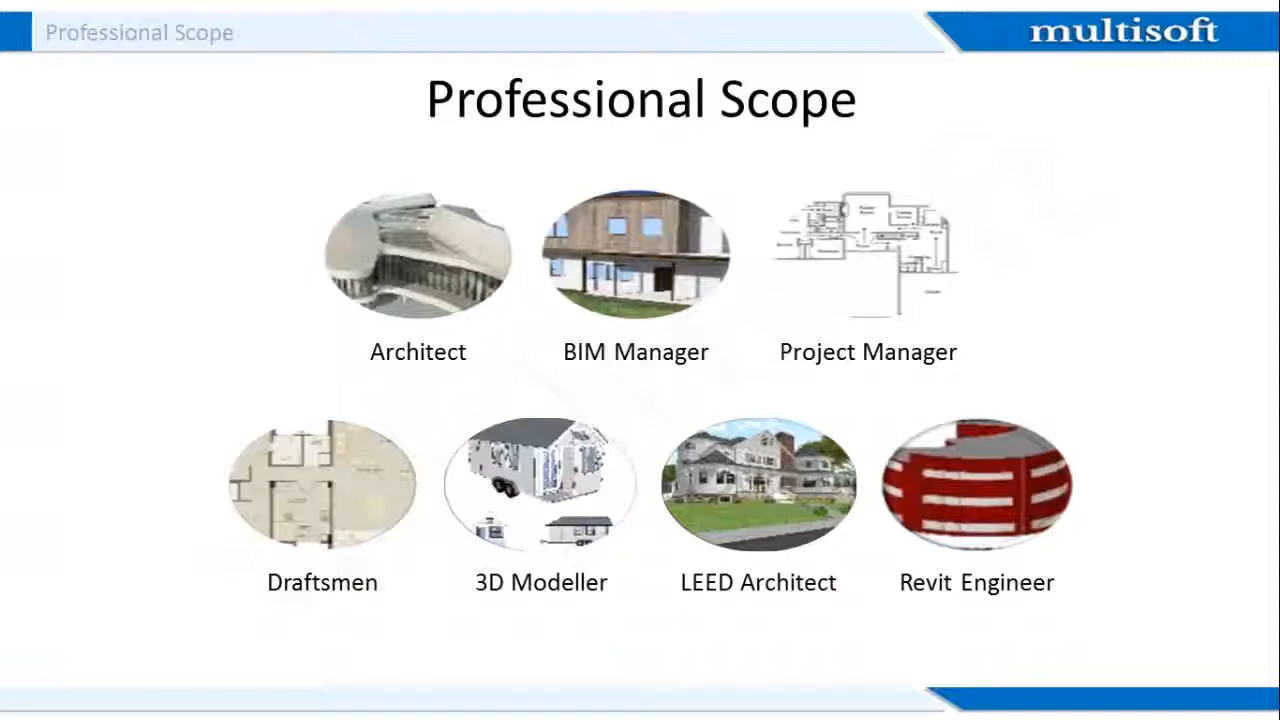 Professional Scope
multisoft
Professional Scope
Architect
BIM Manager
Project Manager
Draftsmen
3D Modeller
LEED Architect
Revit Engineer